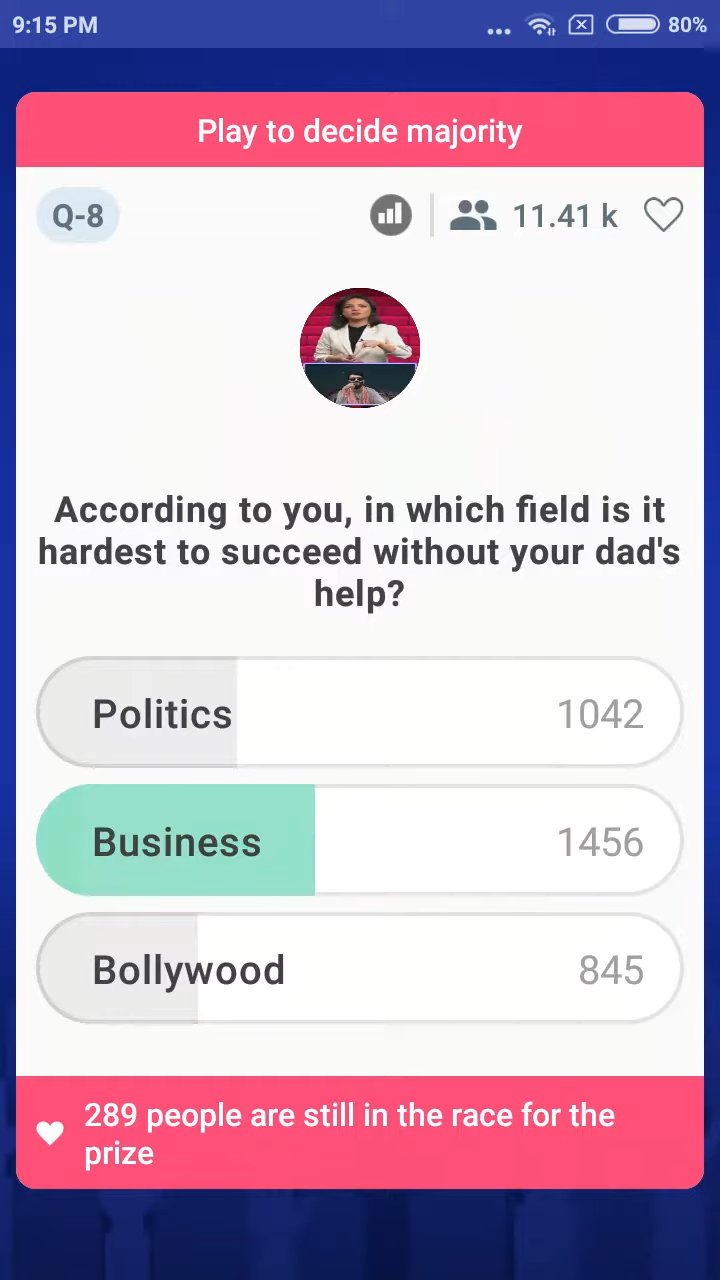 9:15 PM
80%
Play to decide majority
Q-8
11.41 k
According to you, in which field is it
hardest to succeed without your dad's
help?
Politics 1042
Business 1456
Bollywood 845
289 people are still in the race for the
prize